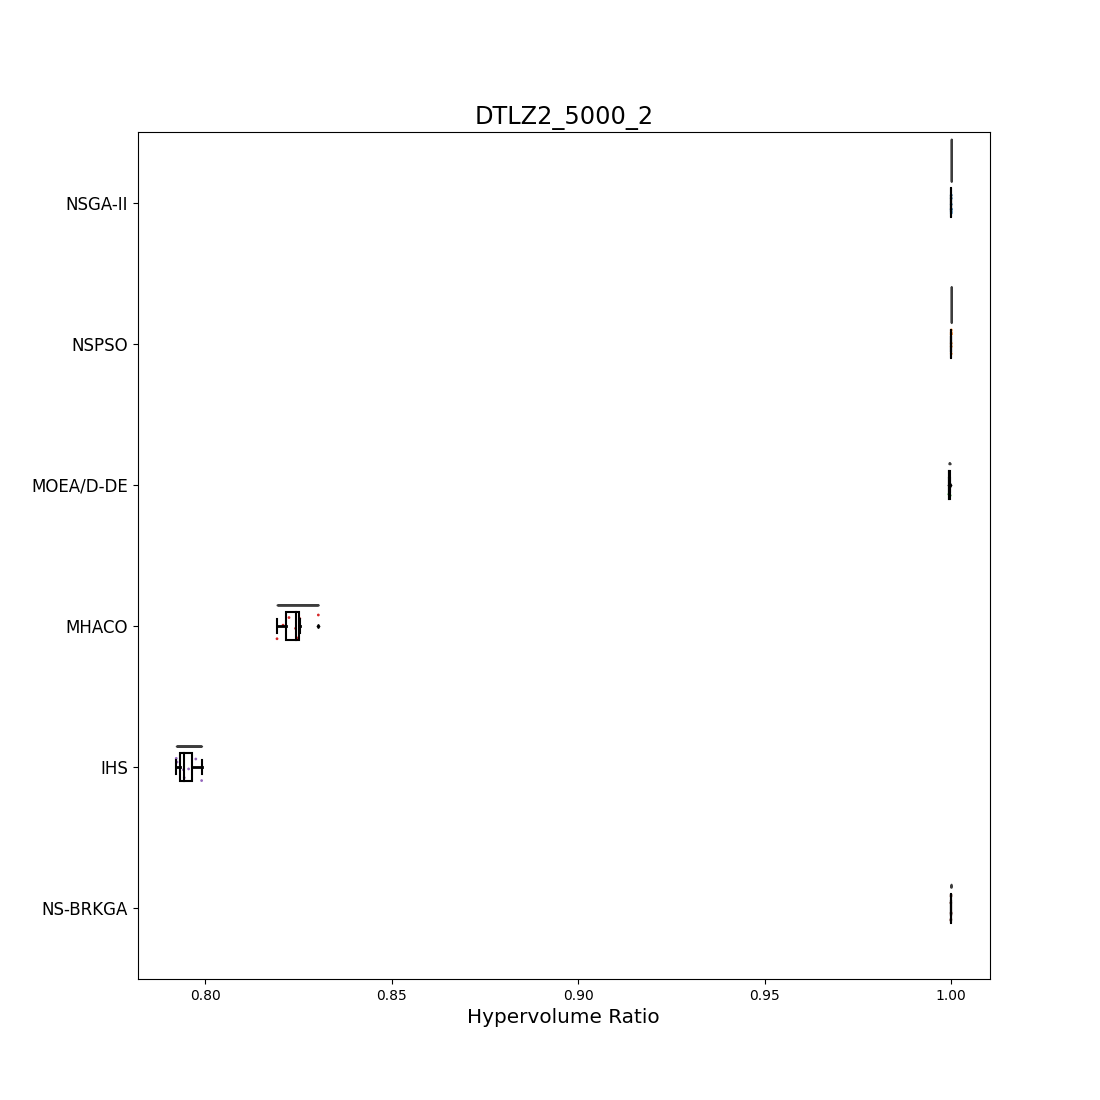 DTLZ2_5000_2
NSGA-II
NSPSO
MOEA/D-DE
MHACO
IHS
NS-BRKGA
0.80 0.85 0.90 0.95 1.00
Hypervolume Ratio